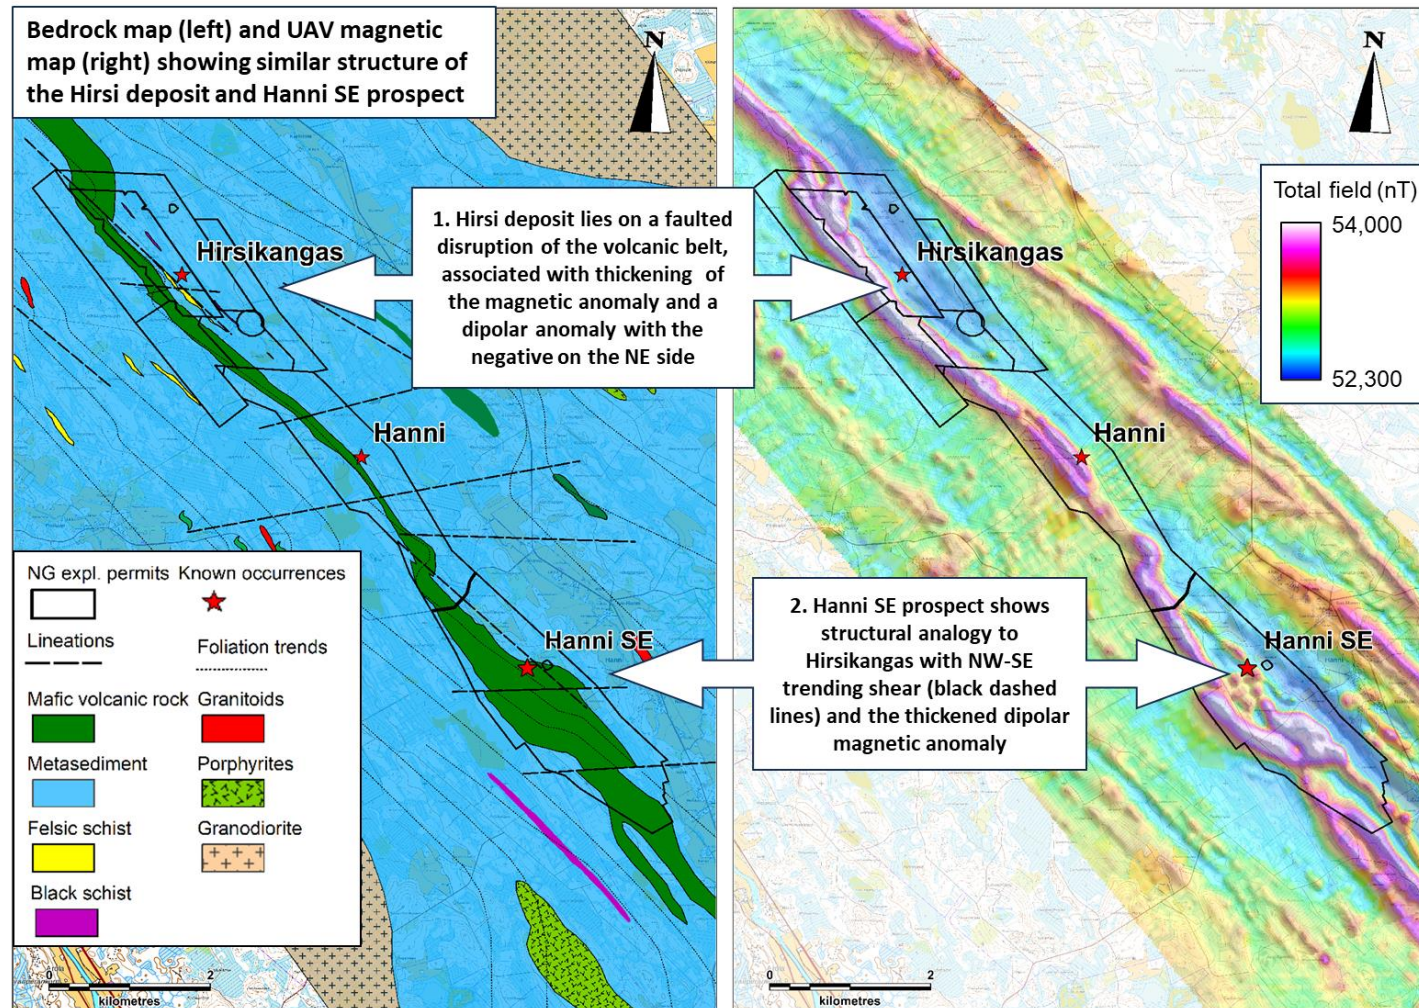 Bedrock map (left) and UAV magnetic
map (right) showing similar structure of
the Hirsi deposit and Hanni SE prospect
N
N
Total field (nT)
54,000
52,300
1. Hirsi deposit lies on a faulted
disruption of the volcanic belt,
associated with thickening of
the magnetic anomaly and a
dipolar anomaly with the
negative on the NE side
Hirsikangas
Hirsikangas
Hanni
Hanni
NG expl. permits
Known occurrences
Lineations
Foliation trends
Mafic volcanic rock
Granitoids
Metasediment
Porphyrites
Felsic schist
Granodiorite
Black schist
Hanni SE
2. Hanni SE prospect shows
structural analogy to
Hirsikangas with NW-SE
trending shear (black dashed
lines) and the thickened dipolar
magnetic anomaly
Hanni SE
0 2
kilometres
0 2
kilometres